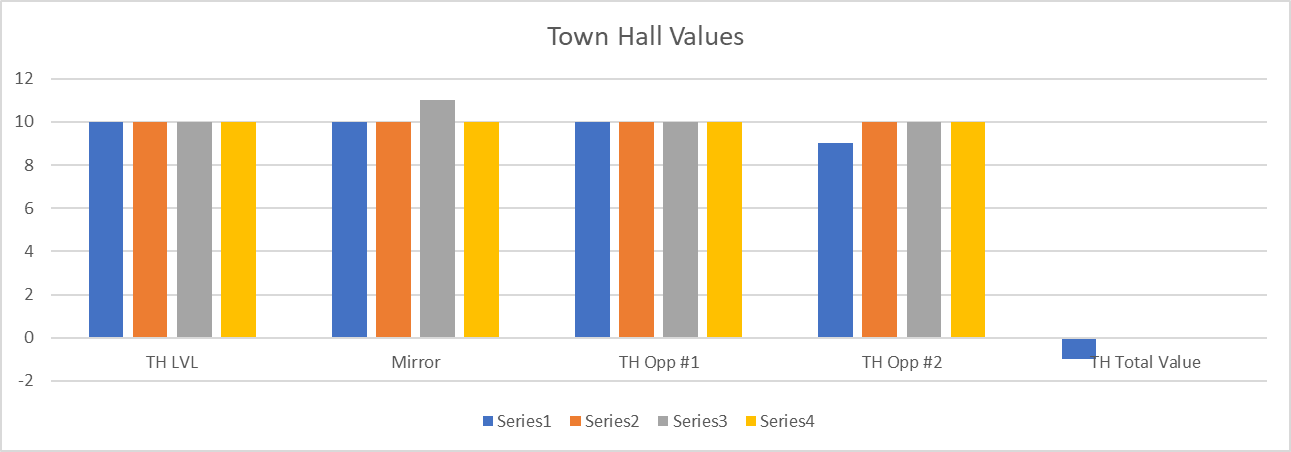 Town Hall Values
12
10
8
6
4
2
0
-2
TH LVL Mirror TH Opp #1 TH Opp #2 TH Total Value
Series1 Series2 Series3 Series4